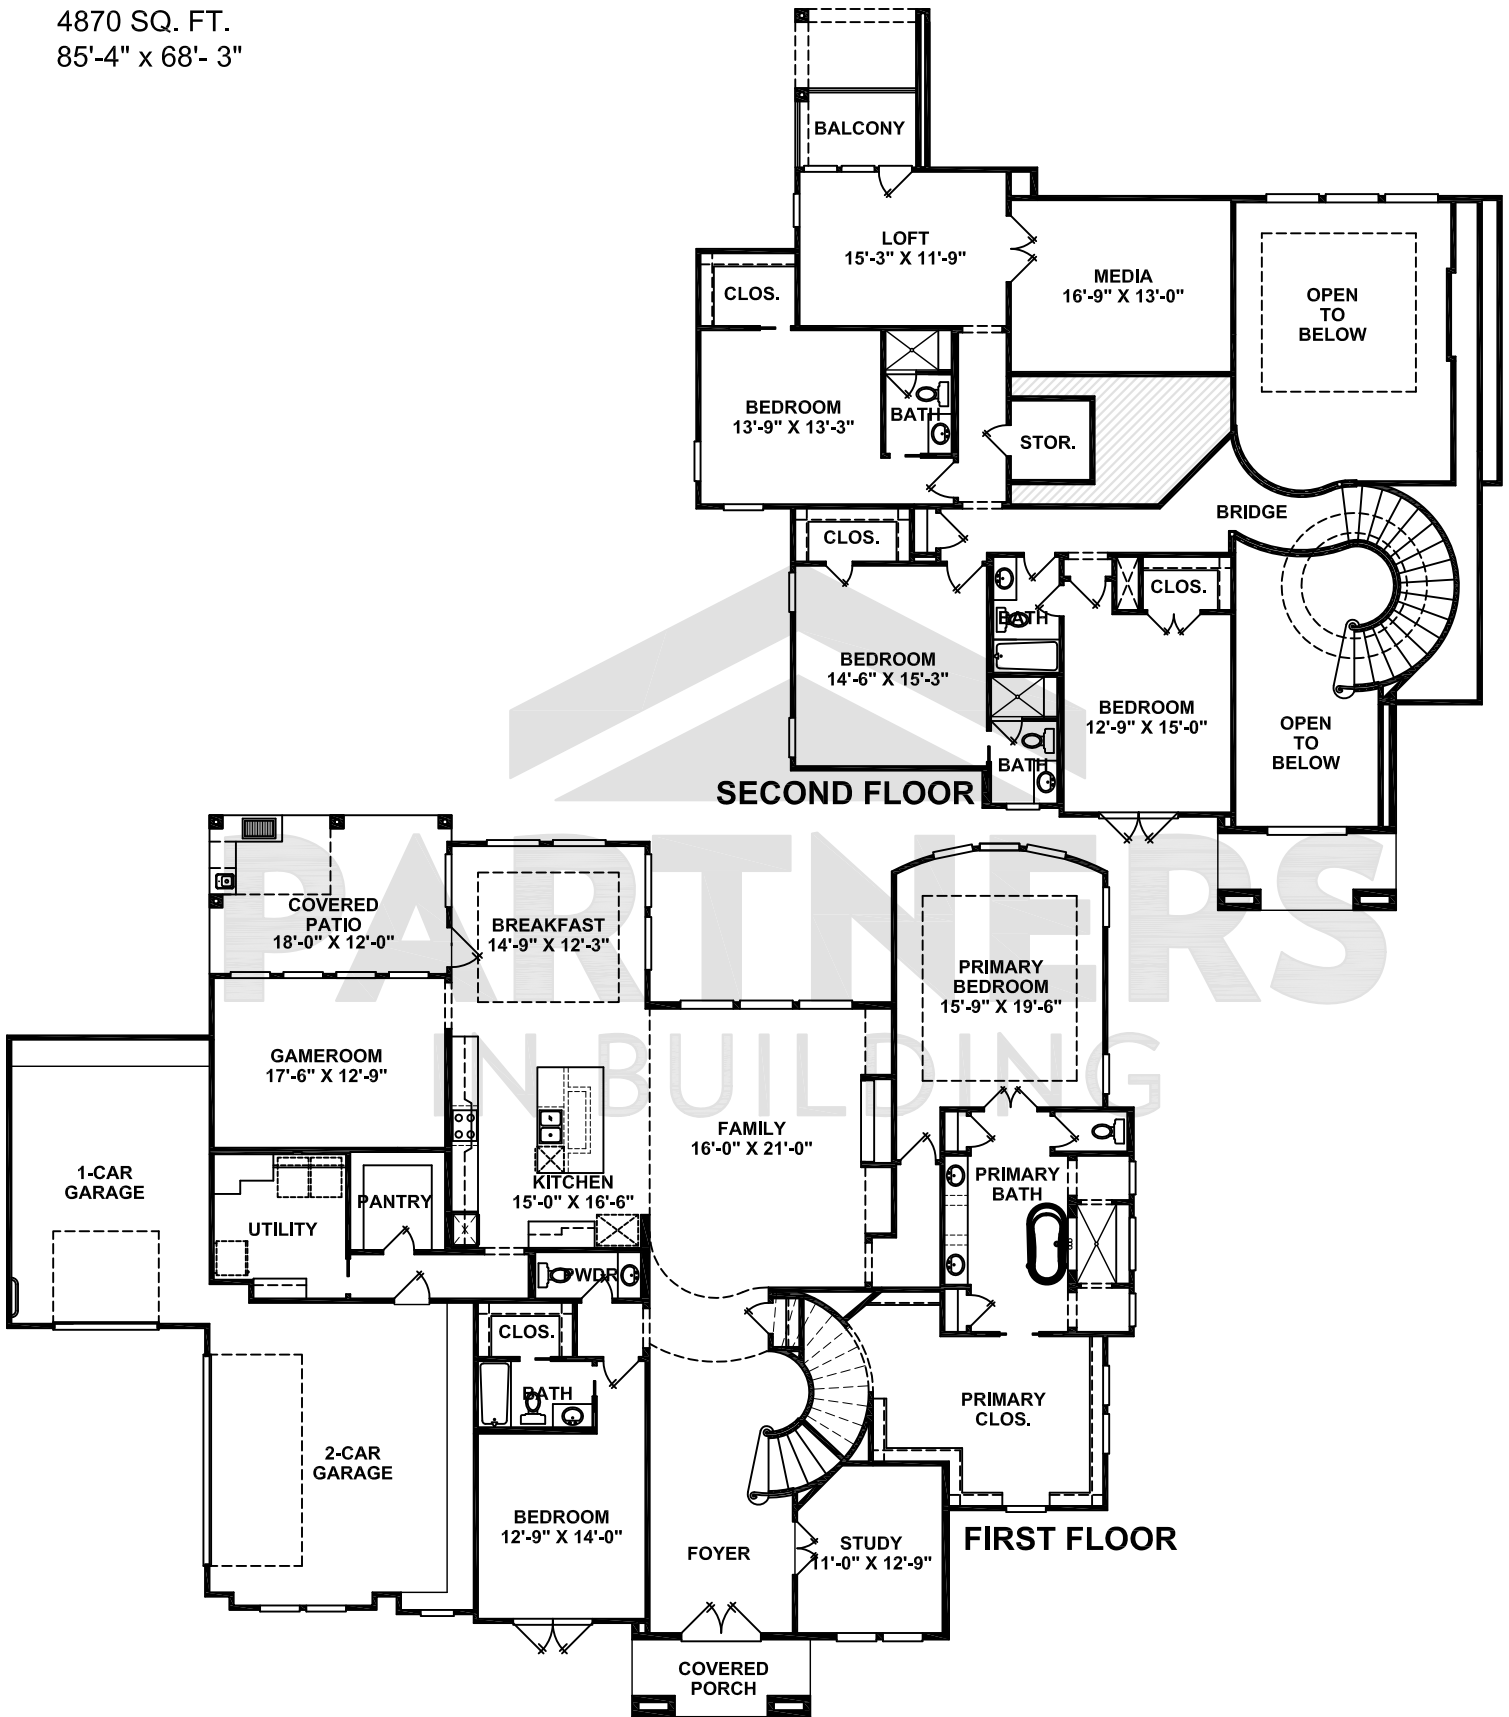 4870 SQ. FT.
85'-4" x 68'- 3"
BALCONY
LOFT
15'-3" X 11'-9"
MEDIA
16'-9" X 13'-0"
OPEN
TO
BELOW
CLOS.
BEDROOM
13'-9" X 13'-3"
BATH
STOR.
BRIDGE
CLOS.
CLOS.
BATH
BEDROOM
14'-6" X 15'-3"
BEDROOM
12'-9" X 15'-0"
OPEN
TO
BELOW
BATH
SECOND FLOOR
PARTNERS
IN BUILDING
COVERED
PATIO
18'-0" X 12'-0"
BREAKFAST
14'-9" X 12'-3"
PRIMARY
BEDROOM
15'-9" X 19'-6"
GAMEROOM
17'-6" X 12'-9"
FAMILY
16'-0" X 21'-0"
1-CAR
GARAGE
KITCHEN
15'-0" X 16'-6"
PRIMARY
BATH
PANTRY
UTILITY
PWDR
CLOS.
BATH
PRIMARY
CLOS.
2-CAR
GARAGE
BEDROOM
12'-9" X 14'-0"
FOYER
STUDY
11'-0" X 12'-9"
FIRST FLOOR
COVERED
PORCH